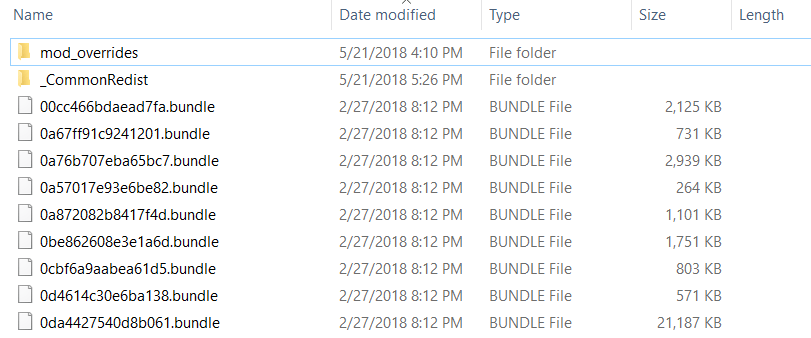 Name Date modified Type Size Length
mod_overrides 5/21/2018 4:10 PM File folder
_CommonRedist 5/21/2018 5:26 PM File folder
00cc466bdaead7fa.bundle 2/27/2018 8:12 PM BUNDLE File 2,125 KB
0a67ff91c9241201.bundle 2/27/2018 8:12 PM BUNDLE File 731 KB
0a76b707eba65bc7.bundle 2/27/2018 8:12 PM BUNDLE File 2,939 KB
0a57017e93e6be82.bundle 2/27/2018 8:12 PM BUNDLE File 264 KB
0a872082b8417f4d.bundle 2/27/2018 8:12 PM BUNDLE File 1,101 KB
0be862608e3e1a6d.bundle 2/27/2018 8:12 PM BUNDLE File 1,751 KB
0cbf6a9aabea61d5.bundle 2/27/2018 8:12 PM BUNDLE File 803 KB
0d4614c30e6ba138.bundle 2/27/2018 8:12 PM BUNDLE File 571 KB
0da4427540d8b061.bundle 2/27/2018 8:12 PM BUNDLE File 21,187 KB